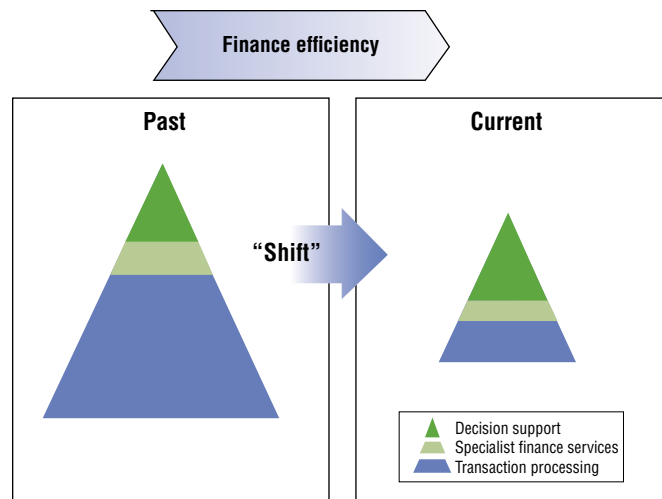 Finance efficiency
Past
Current
“Shift”
Decision support
Specialist finance services
Transaction processing